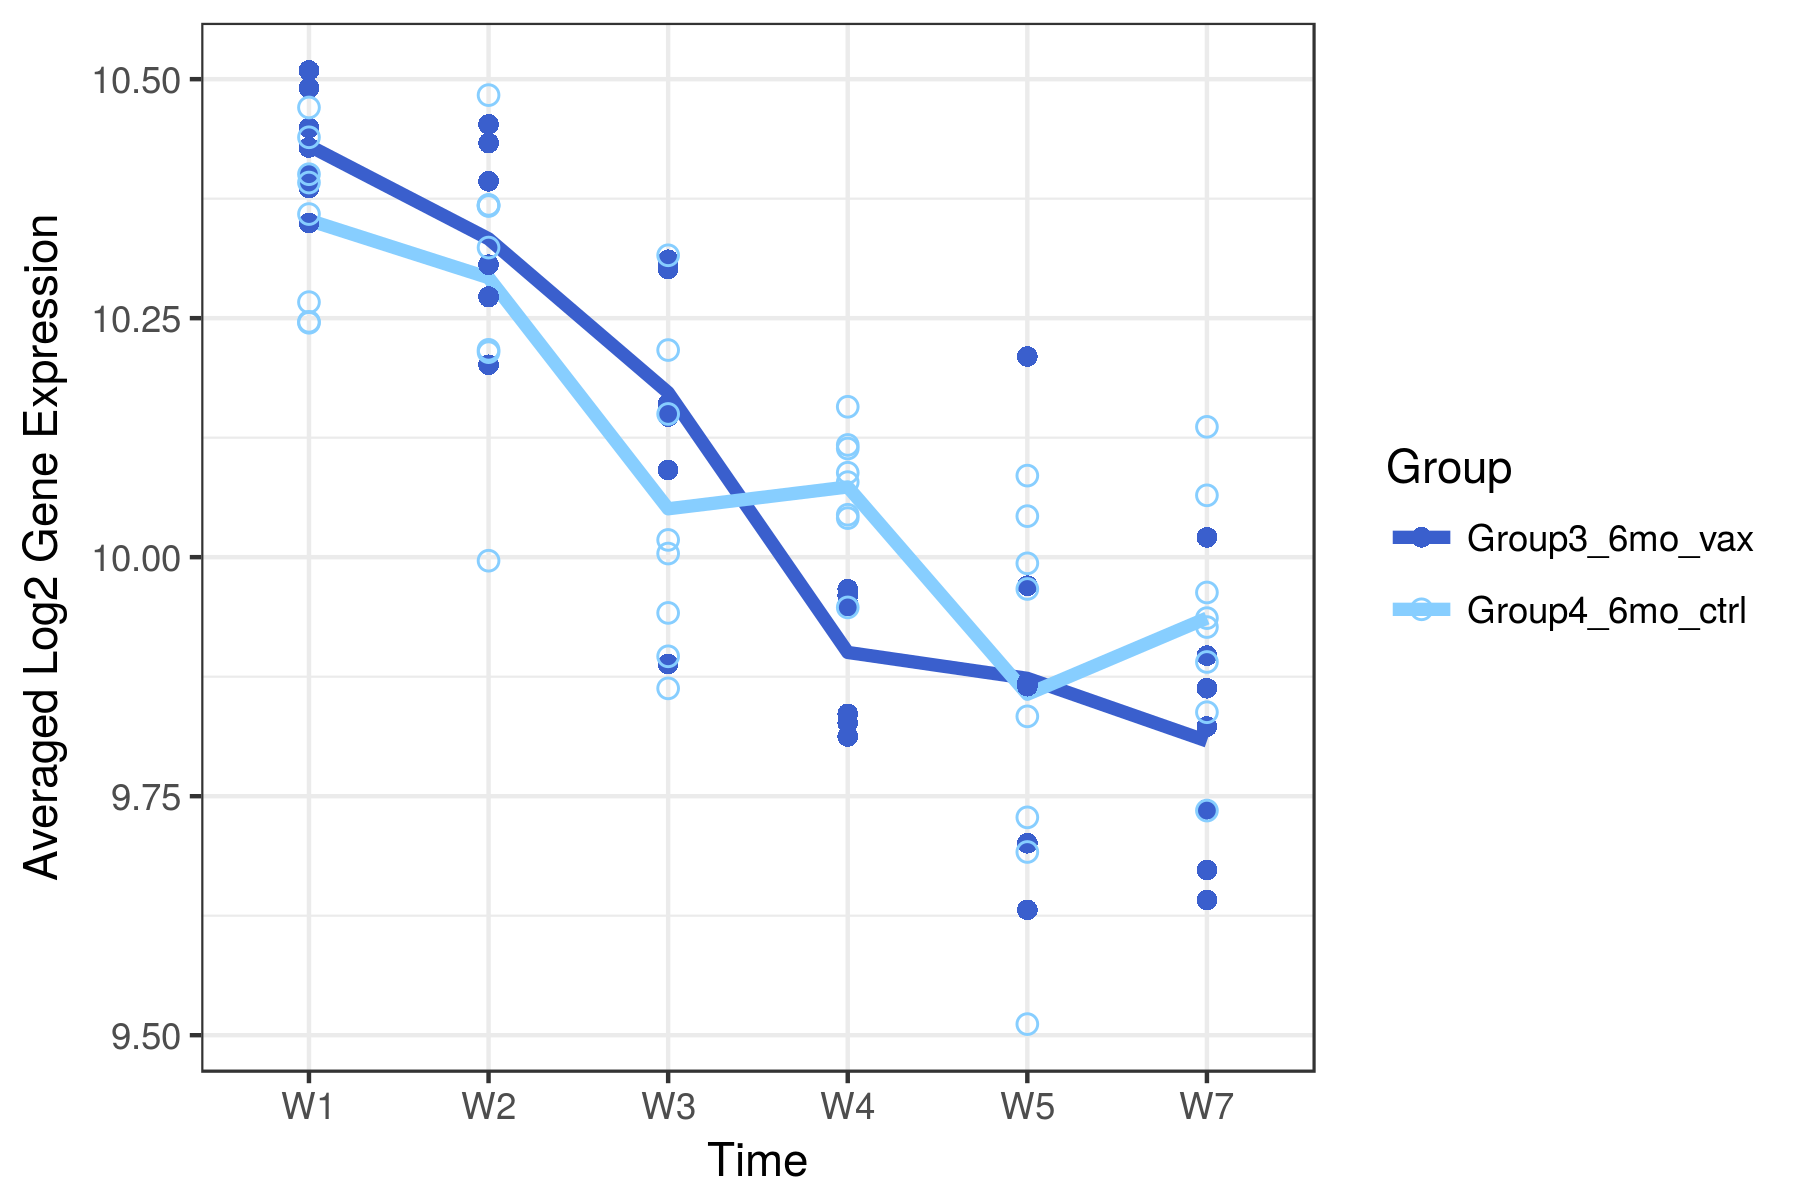 Averaged Log2 Gene Expression
10.50
10.25
10.00
9.75
9.50
W1 W2 W3 W4 W5 W7
Time
Group
Group3_6mo_vax
Group4_6mo_ctrl